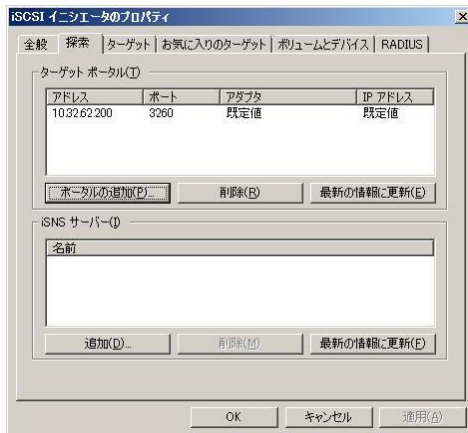 iSCSI イニシエータのプロパティ
全般 探索 ターゲット お気に入りのターゲット ボリュームとデバイス RADIUS
ターゲット ポータル(T)
アドレス ポート アダプタ IP アドレス
10.32.62.200 3260 既定値 既定値
ポータルの追加(P)... 削除(R) 最新の情報に更新(E)
iSNS サーバー(I)
名前
追加(D)... 削除(M) 最新の情報に更新(F)
OK キャンセル 適用(A)